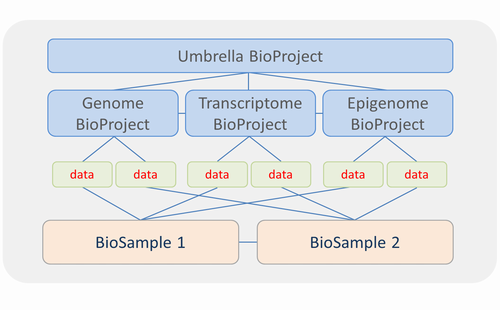 Umbrella BioProject
Genome Transcriptome Epigenome
BioProject BioProject BioProject
data data data data data data
BioSample 1 BioSample 2